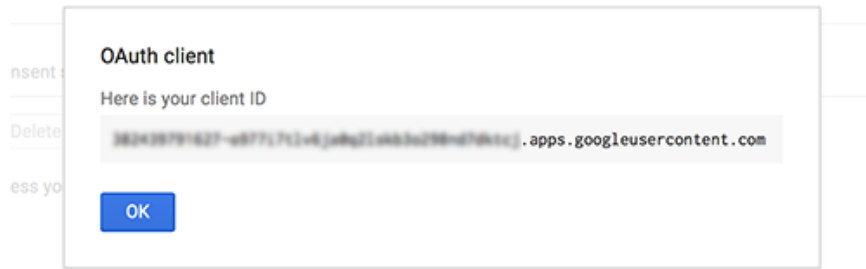 OAuth client
nsent s
Here is your client ID
Delete
.apps.googleusercontent.com
ess yo
OK